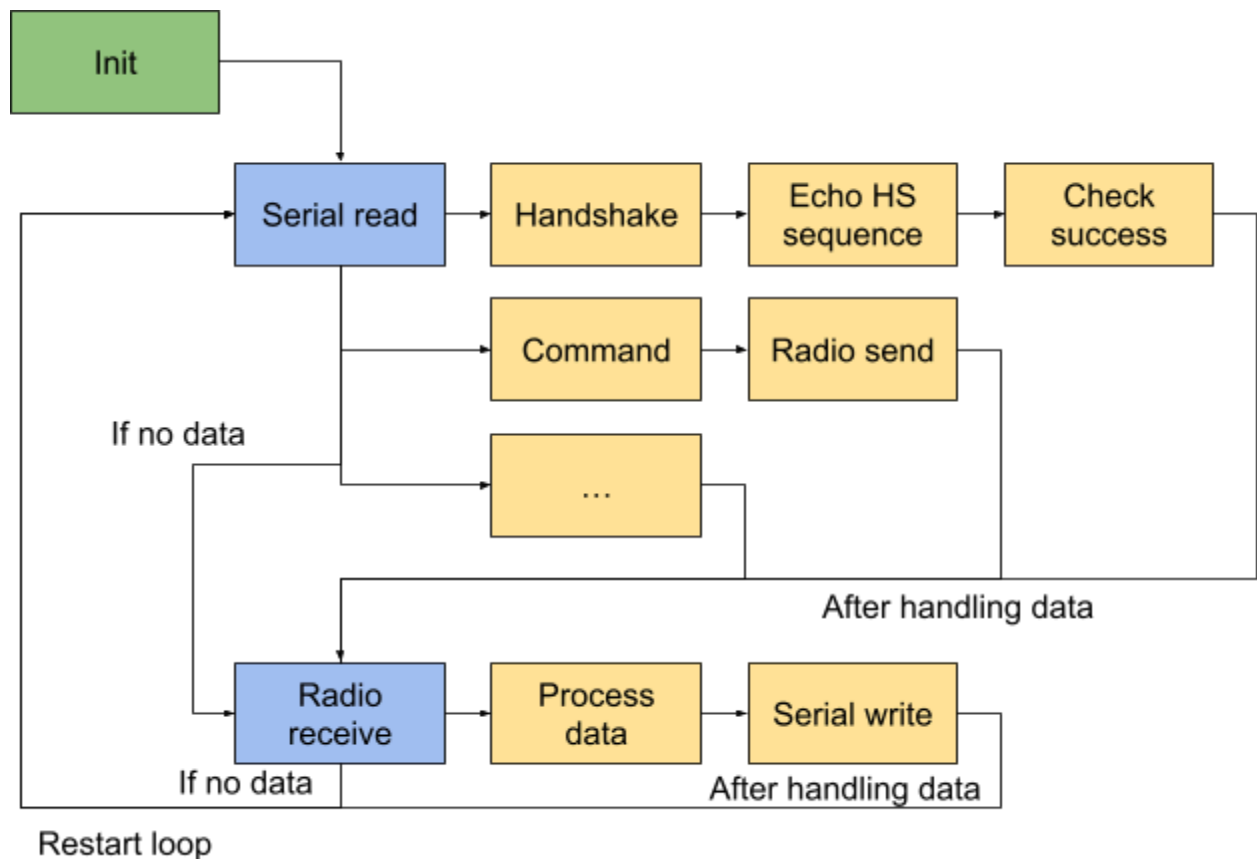 Init
Serial read
Handshake
Echo HS
sequence
Check
success
Command
Radio send
If no data
...
After handling data
Radio
receive
Process
data
Serial write
If no data
After handling data
Restart loop